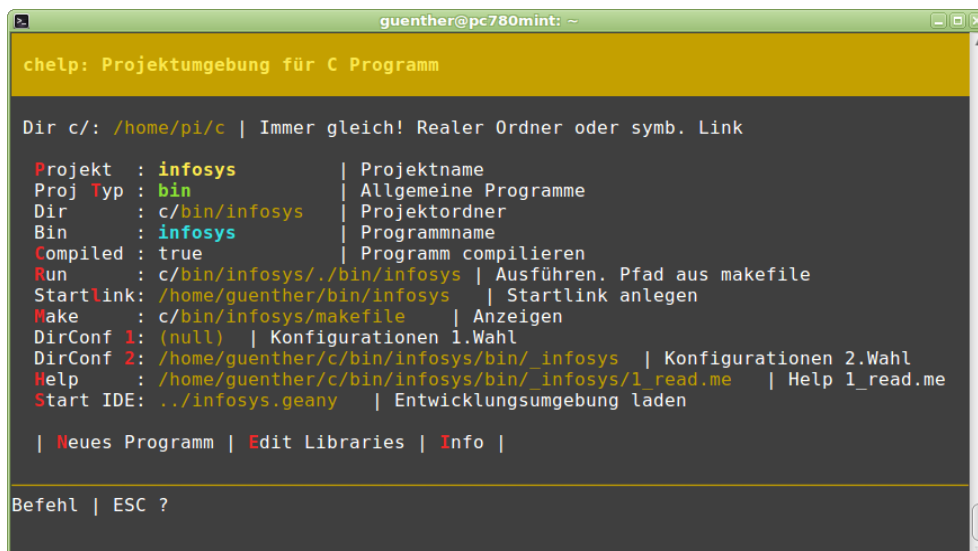 guenther@pc780mint: ~
chelp: Projektumgebung für C Programm
Dir c/: /home/pi/c | Immer gleich! Realer Ordner oder symb. Link
Projekt : infosys | Projektname
Proj Typ : bin | Allgemeine Programme
Dir : c/bin/infosys | Projektordner
Bin : infosys | Programmname
Compiled : true | Programm compilieren
Run : c/bin/infosys/./bin/infosys | Ausführen. Pfad aus makefile
Startlink: /home/guenther/bin/infosys | Startlink anlegen
Make : c/bin/infosys/makefile | Anzeigen
DirConf 1: (null) | Konfigurationen 1.Wahl
DirConf 2: /home/guenther/c/bin/infosys/bin/_infosys | Konfigurationen 2.Wahl
Help : /home/guenther/c/bin/infosys/bin/_infosys/1_read.me | Help 1_read.me
Start IDE: ../infosys.geany | Entwicklungsumgebung laden
| Neues Programm | Edit Libraries | Info |
Befehl | ESC ?